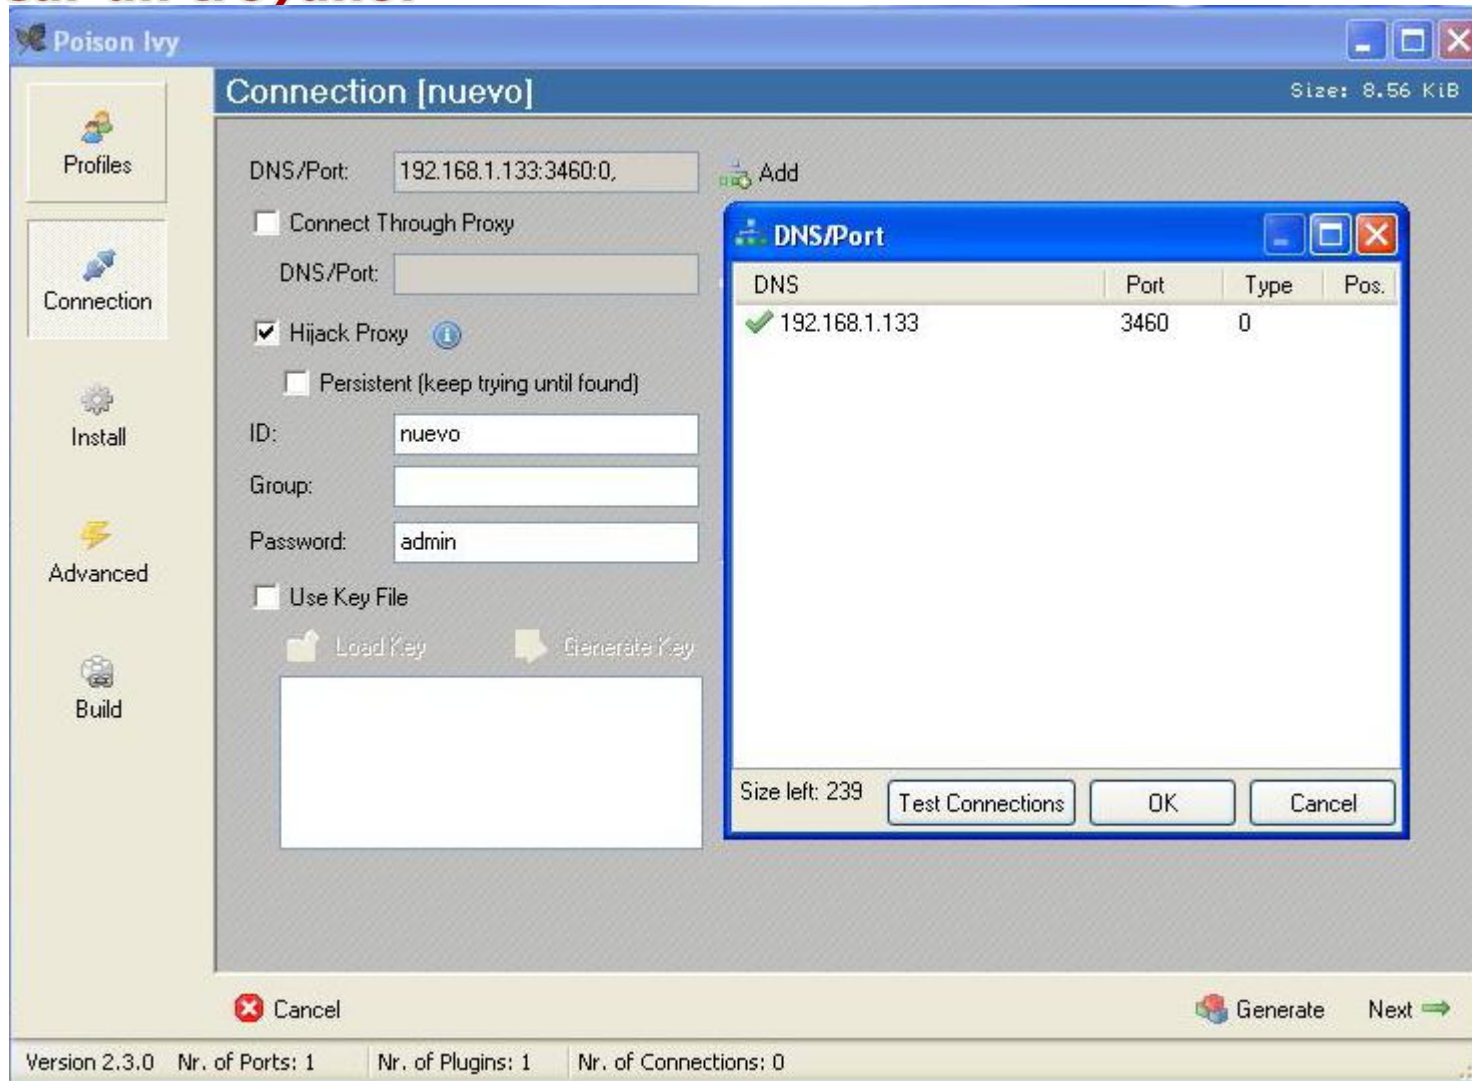 Poison Ivy
Connection [nuevo]
Size: 8.56 KiB
Profiles
Connection
Install
Advanced
Build
DNS/Port:
192.168.1.133:3460:0,
Add
Connect Through Proxy
DNS/Port:
Hijack Proxy
Persistent (keep trying until found)
ID:
nuevo
Group:
Password:
admin
Use Key File
Load Key
Generate Key
DNS/Port
DNS Port Type Pos.
192.168.1.133 3460 0
Size left: 239
Test Connections
OK
Cancel
Cancel
Generate
Next
Version 2.3.0 Nr. of Ports: 1 Nr. of Plugins: 1 Nr. of Connections: 0